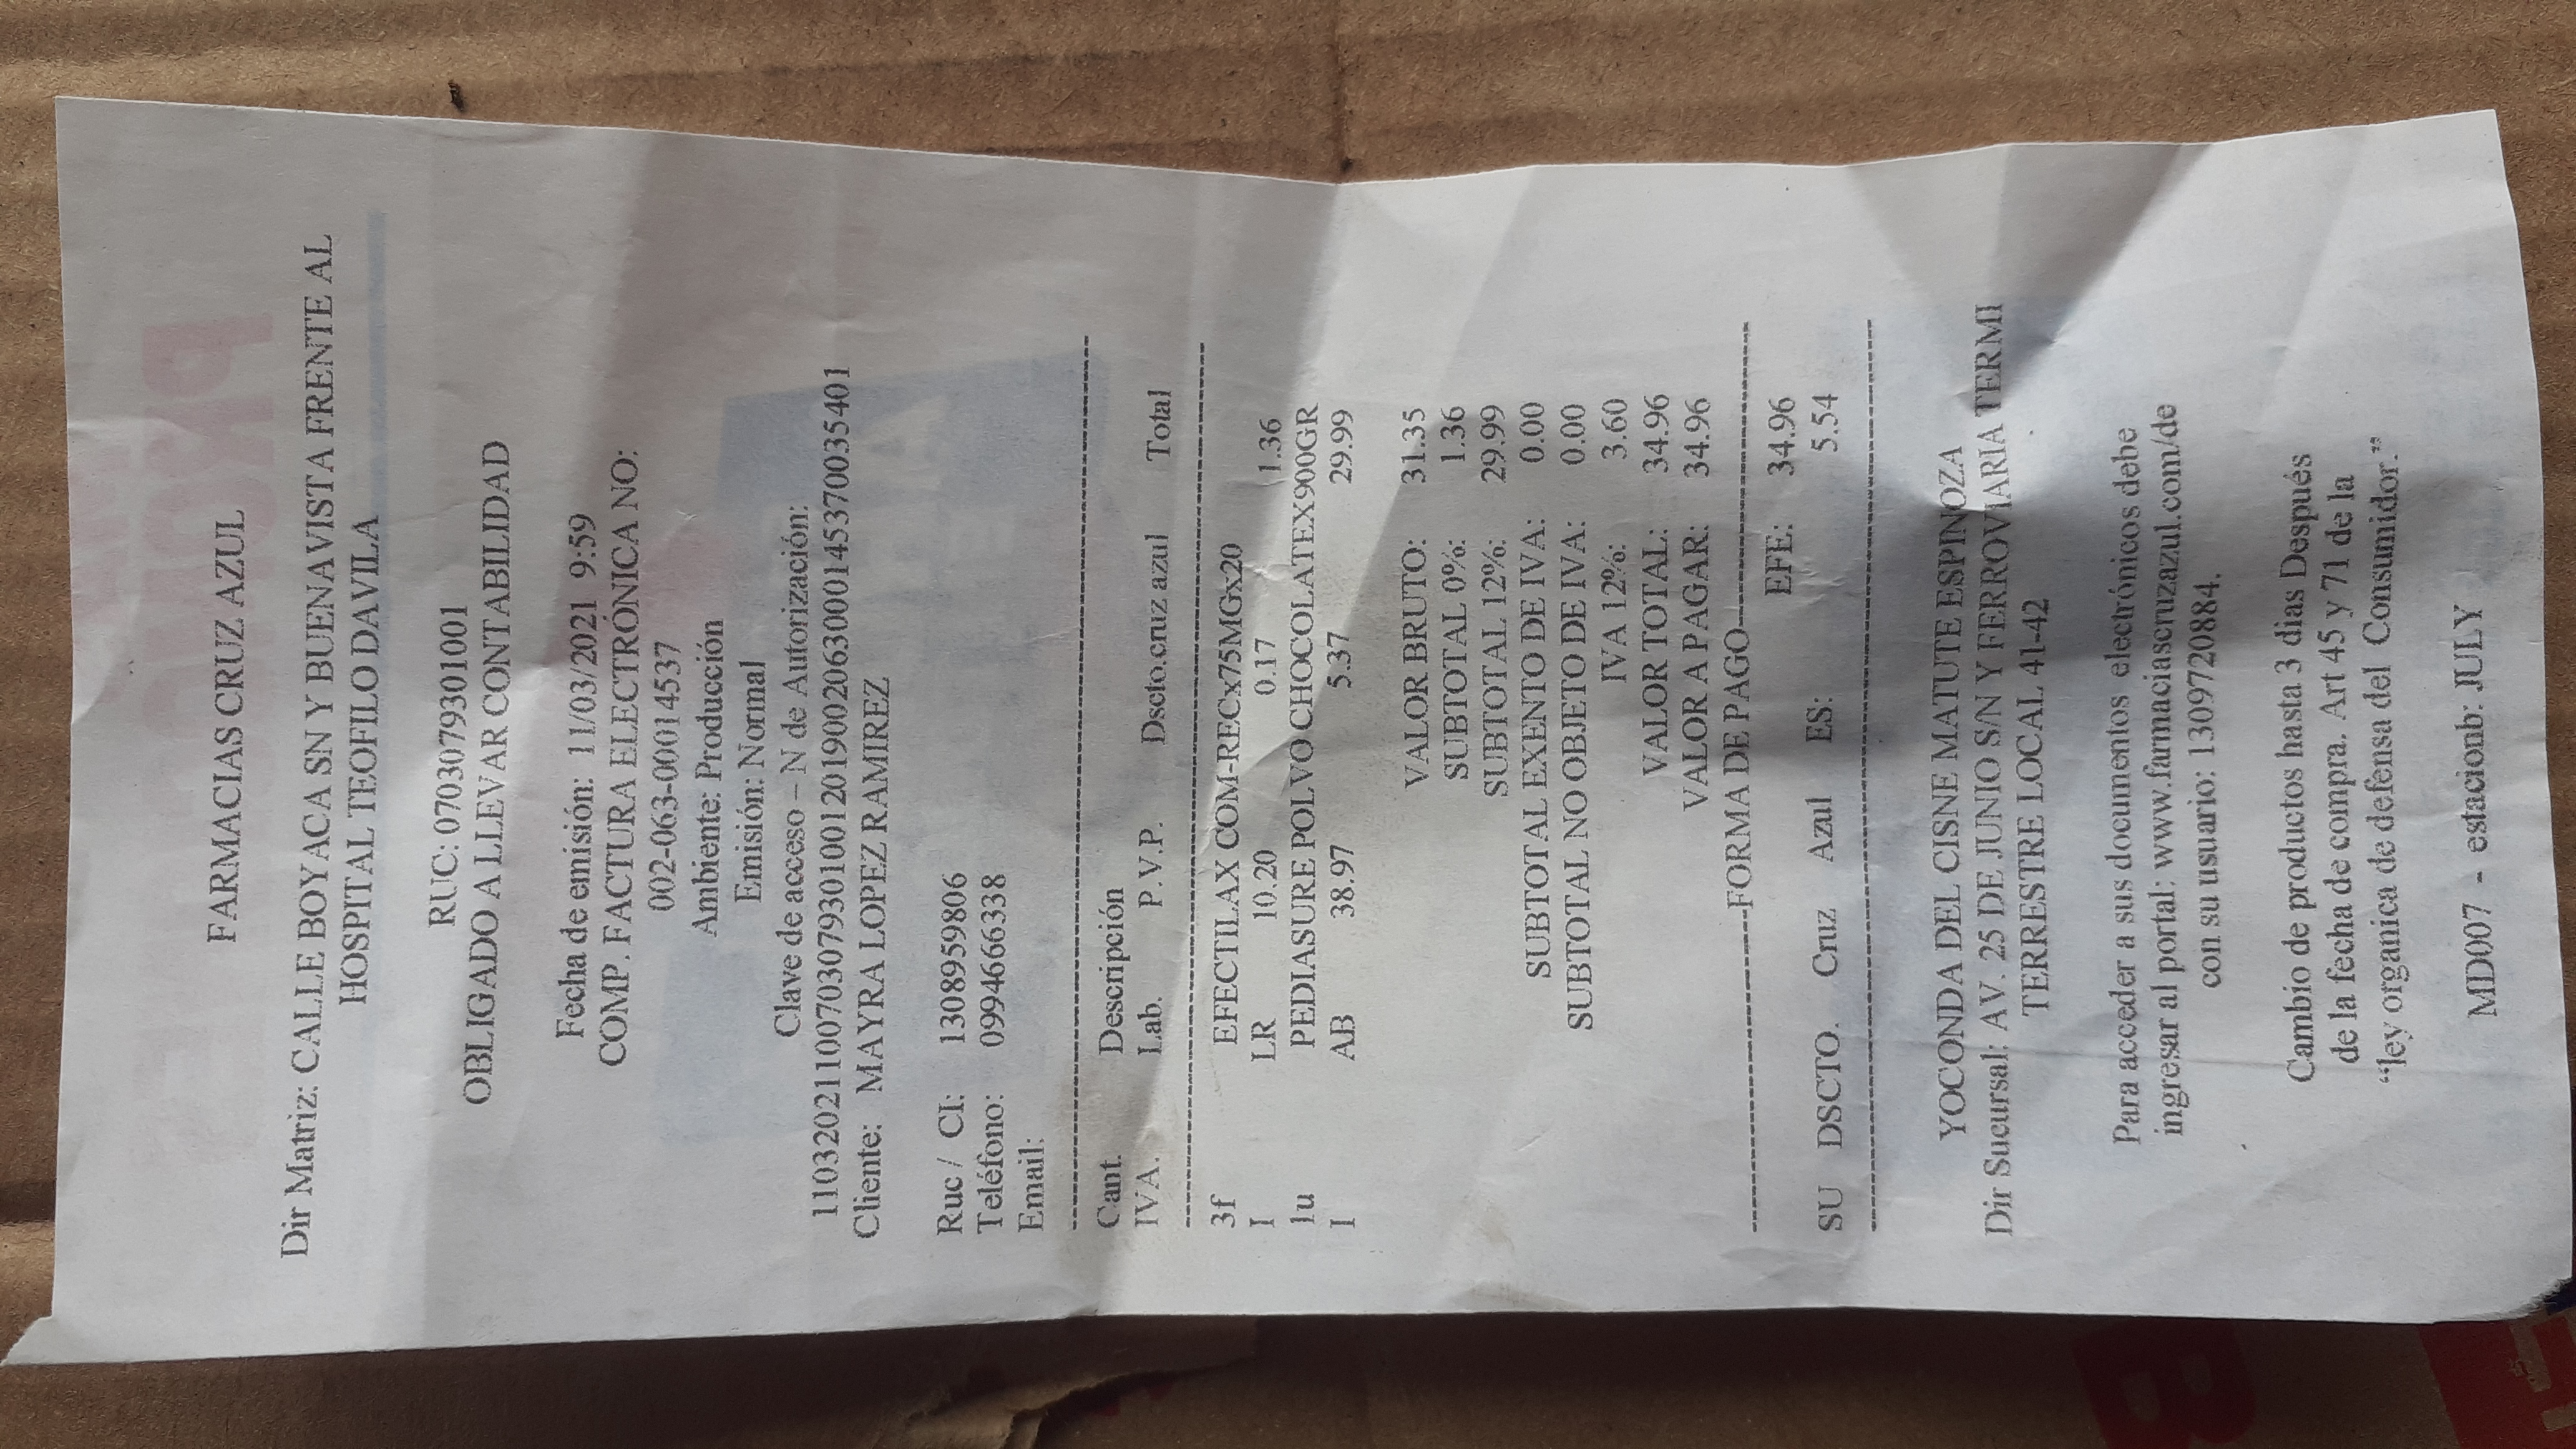 FARMACIAS CRUZ AZUL
Dir Matriz: CALLE BOYACA SN Y BUENAVISTA FRENTE AL
HOSPITAL TEOFILO DAVILA
RUC: 0703079301001
OBLIGADO A LLEVAR CONTABILIDAD
Fecha de emisión: 11/03/2021 9:59
COMP. FACTURA ELECTRÓNICA NO:
002-063-00014537
Ambiente: Producción
Emisión: Normal
Clave de acceso – N de Autorización:
1103202110070307930100120190020630001453700354​01
Cliente: MAYRA LOPEZ RAMIREZ
Ruc / CI: 1308959806
Teléfono: 0994666338
Email:
Cant. Descripción
IVA. Lab. P.V.P. Dscto.cruz azul Total
3f EFECTILAX COM-RECx75MGx20
I LR 10.20 0.17 1.36
1u PEDIASURE POLVO CHOCOLATEX900GR
I AB 38.97 5.37 29.99
VALOR BRUTO: 31.35
SUBTOTAL 0%: 1.36
SUBTOTAL 12%: 29.99
SUBTOTAL EXENTO DE IVA: 0.00
SUBTOTAL NO OBJETO DE IVA: 0.00
IVA 12%: 3.60
VALOR TOTAL: 34.96
VALOR A PAGAR: 34.96
FORMA DE PAGO
EFE: 34.96
SU DSCTO. Cruz Azul ES: 5.54
YOCONDA DEL CISNE MATUTE ESPINOZA
Dir Sucursal: AV. 25 DE JUNIO S/N Y FERROVIARIA TERMI
TERRESTRE LOCAL 41-42
Para acceder a sus documentos electrónicos debe
ingresar al portal: www.farmaciascruzazul.com/de
con su usuario: 1309720884.
Cambio de productos hasta 3 dias Después
de la fecha de compra. Art 45 y 71 de la
“ley organica de defensa del Consumidor.”
MD007 - estacionb: JULY